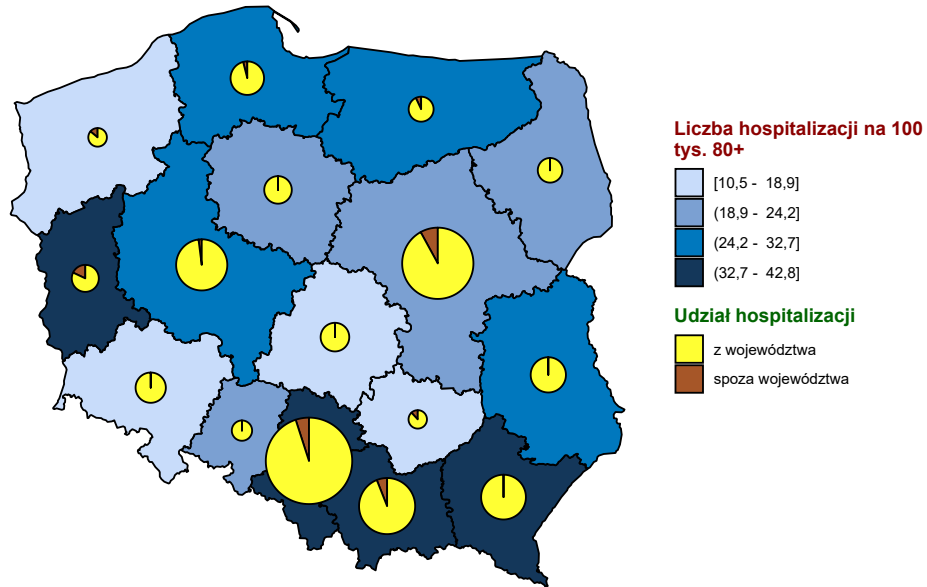 Liczba hospitalizacji na 100
tys. 80+
[10,5 - 18,9]
(18,9 - 24,2]
(24,2 - 32,7]
(32,7 - 42,8]
Udział hospitalizacji
z województwa
spoza województwa